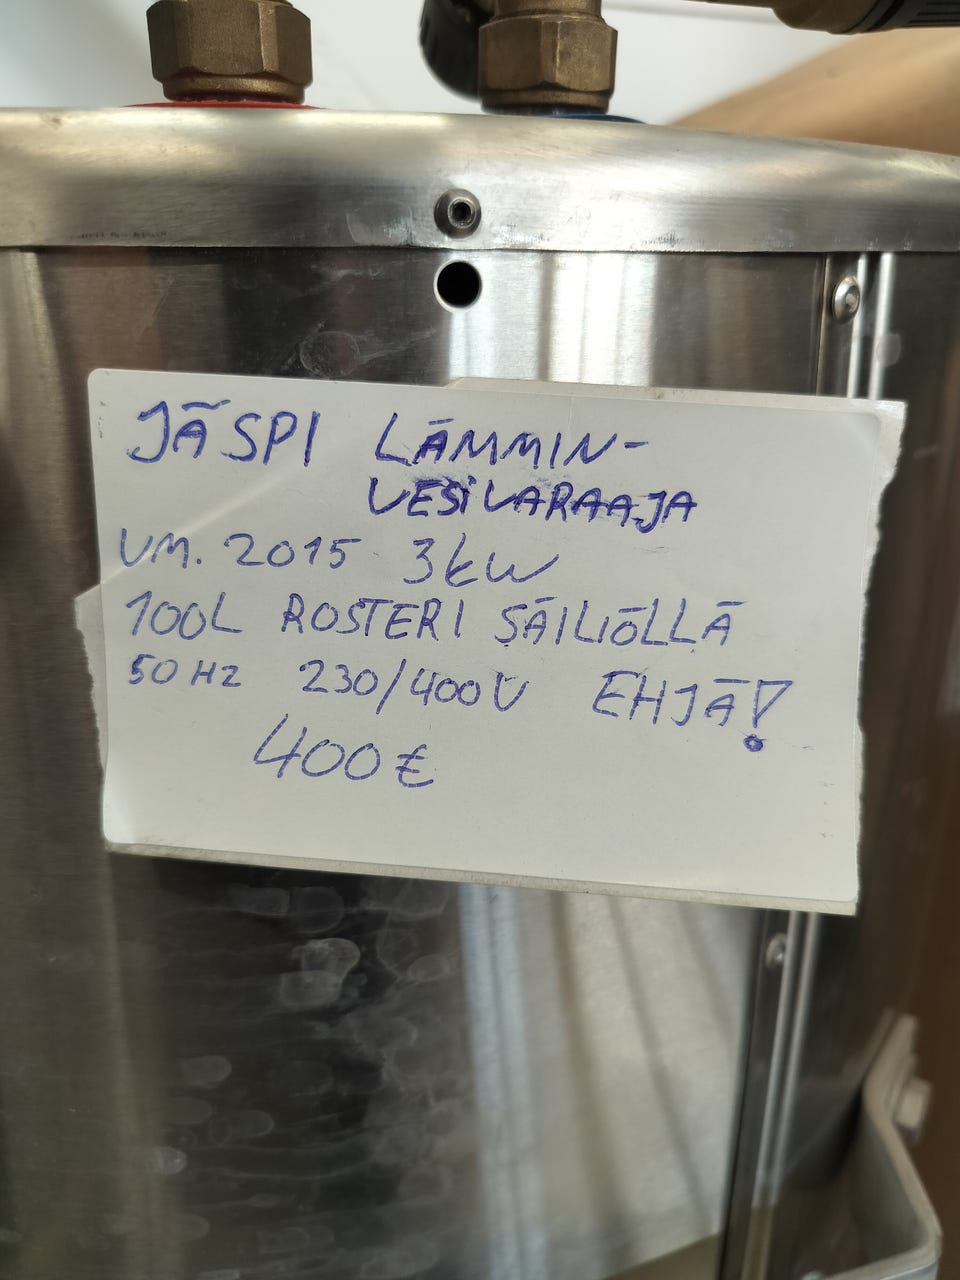 JÄSPI LÄMMIN-
VESIVARAAJA
VM. 2015 3kW
100L ROSTERI SÄILIÖLLÄ
50 HZ 230/400V EHJÄ!
400€